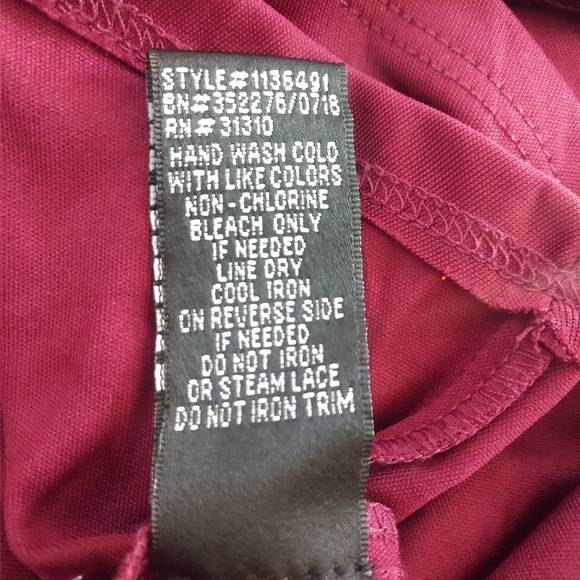 STYLE#1136491
BN#352276/0718
RN#31310
HAND WASH COLD
WITH LIKE COLORS
NON-CHLORINE
BLEACH ONLY
IF NEEDED
LINE DRY
COOL IRON
ON REVERSE SIDE
IF NEEDED
DO NOT IRON
OR STEAM LACE
DO NOT IRON TRIM